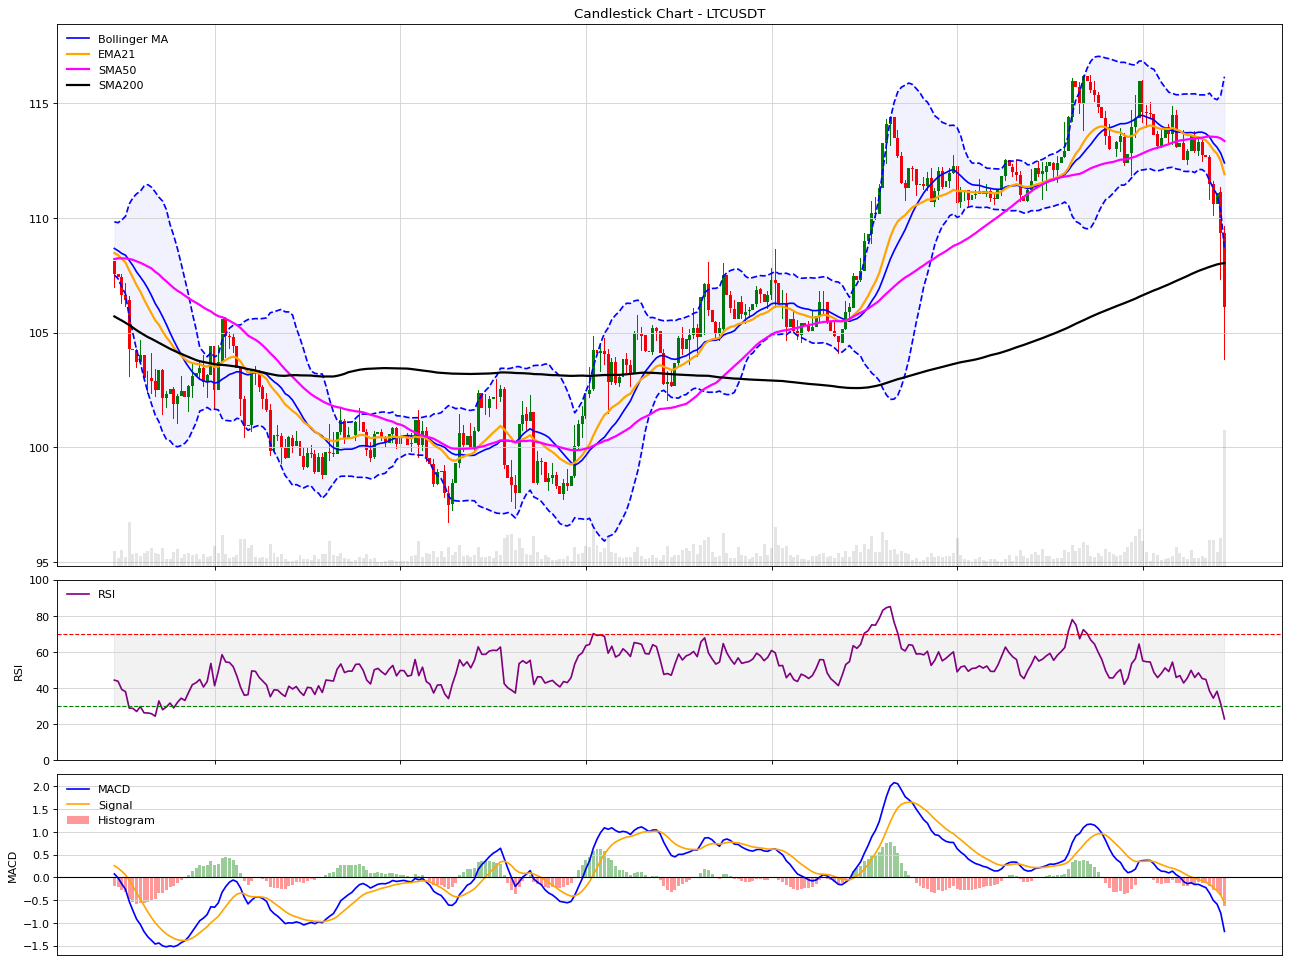 Candlestick Chart - LTCUSDT
Bollinger MA
EMA21
SMA50
SMA200
115
110
105
100
95
RSI
100
80
60
40
20
0
RSI
MACD
Signal
Histogram
2.0
1.5
1.0
0.5
0.0
−0.5
−1.0
−1.5
MACD